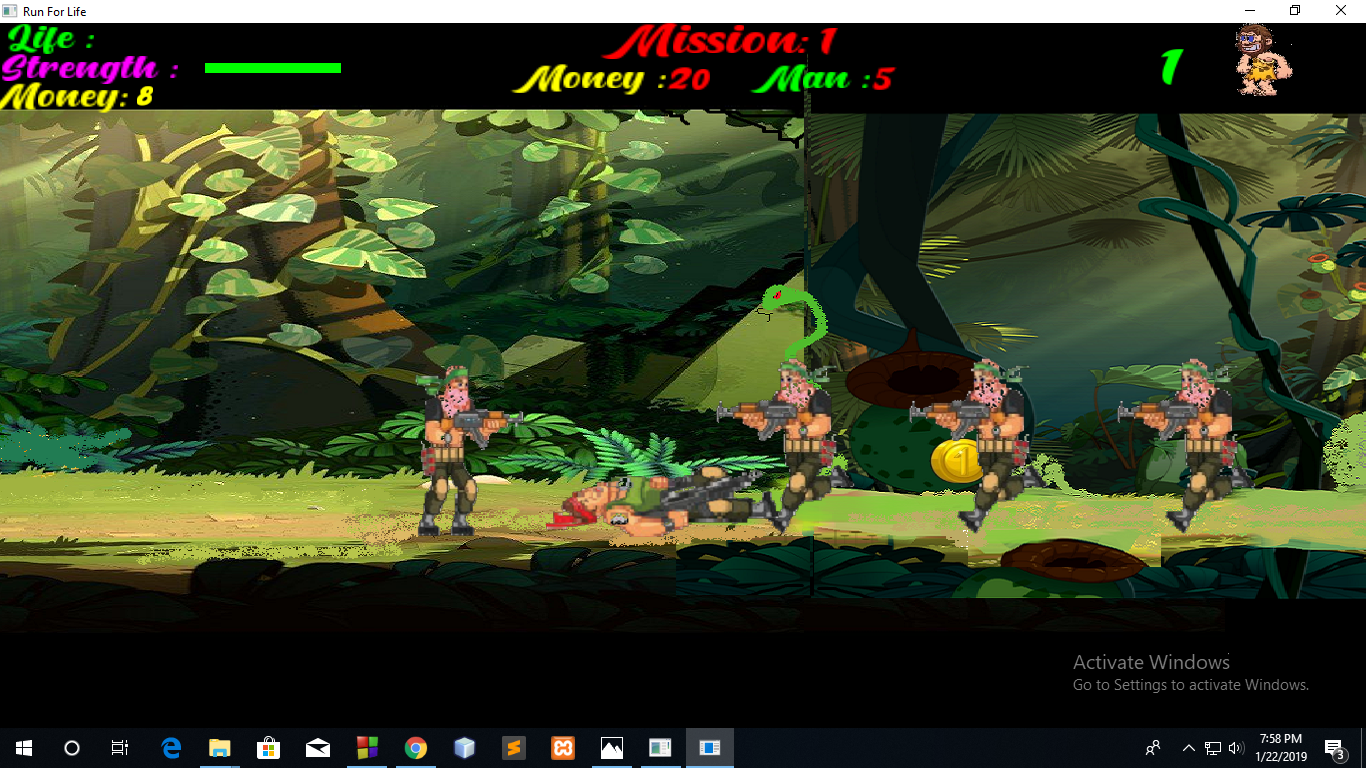 Run For Life
Life :
Strength :
Money: 8
Mission: 1
Money :20 Man :5
1
1
Activate Windows
Go to Settings to activate Windows.
7:58 PM
1/22/2019
3